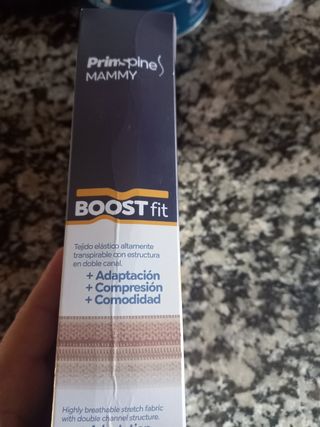 Primspine
MAMMY
BOOST fit
Tejido elástico altamente
transpirable con estructura
en doble canal.
+ Adaptación
+ Compresión
+ Comodidad
Highly breathable stretch fabric
with double channel structure.